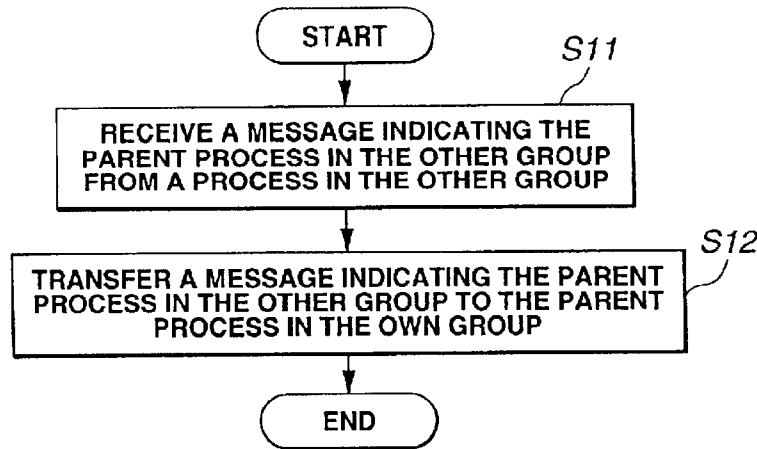 START
S11
RECEIVE A MESSAGE INDICATING THE
PARENT PROCESS IN THE OTHER GROUP
FROM A PROCESS IN THE OTHER GROUP
S12
TRANSFER A MESSAGE INDICATING THE PARENT
PROCESS IN THE OTHER GROUP TO THE PARENT
PROCESS IN THE OWN GROUP
END